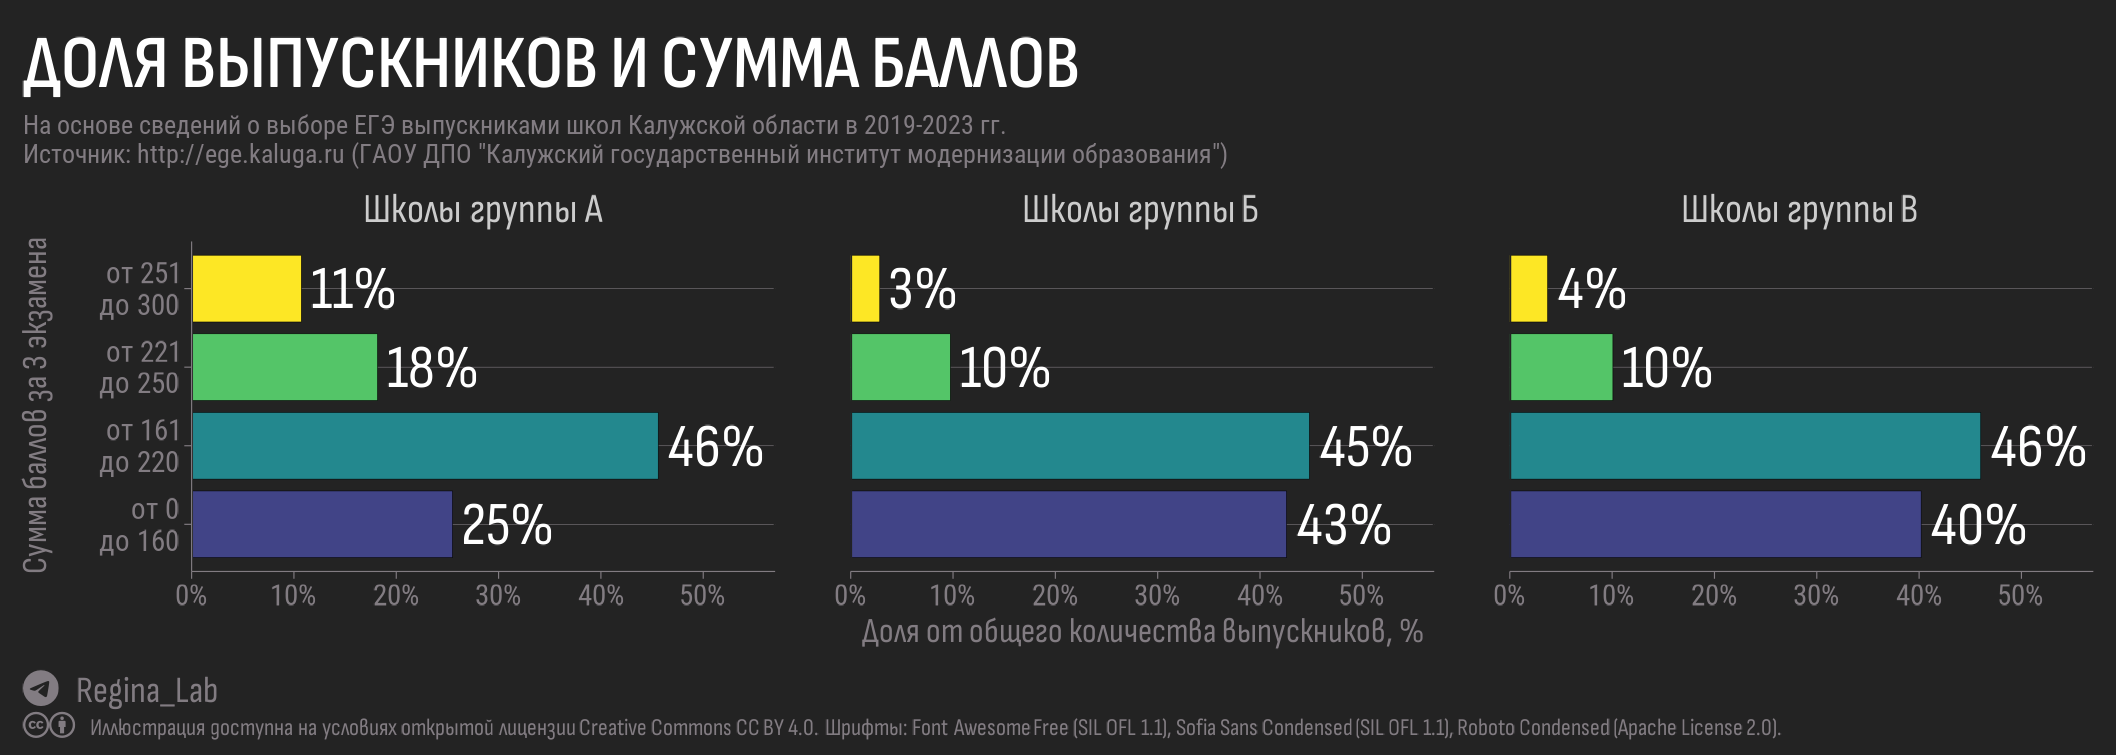 ДОЛЯ ВЫПУСКНИКОВ И СУММА БАЛЛОВ
На основе сведений о выборе ЕГЭ выпускниками школ Калужской области в 2019-2023 гг.
Источник: http://ege.kaluga.ru (ГАОУ ДПО "Калужский государственный институт модернизации образования")
Школы группы А
Школы группы Б
Школы группы В
Сумма баллов за 3 экзамена
от 251
до 300
11%
3%
4%
от 221
до 250
18%
10%
10%
от 161
до 220
46%
45%
46%
от 0
до 160
25%
43%
40%
0% 10% 20% 30% 40% 50%
0% 10% 20% 30% 40% 50%
0% 10% 20% 30% 40% 50%
Доля от общего количества выпускников, %
Regina_Lab
cc Иллюстрация доступна на условиях открытой лицензии Creative Commons CC BY 4.0. Шрифты: Font Awesome Free (SIL OFL 1.1), Sofia Sans Condensed (SIL OFL 1.1), Roboto Condensed (Apache License 2.0).